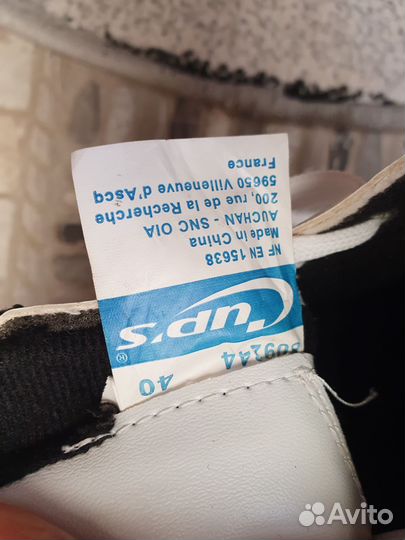 40
up's ®
NF EN 15638
Made in China
AUCHAN - SNC OIA
200, rue de la Recherche
59650 Villeneuve d'Ascq
France
Avito